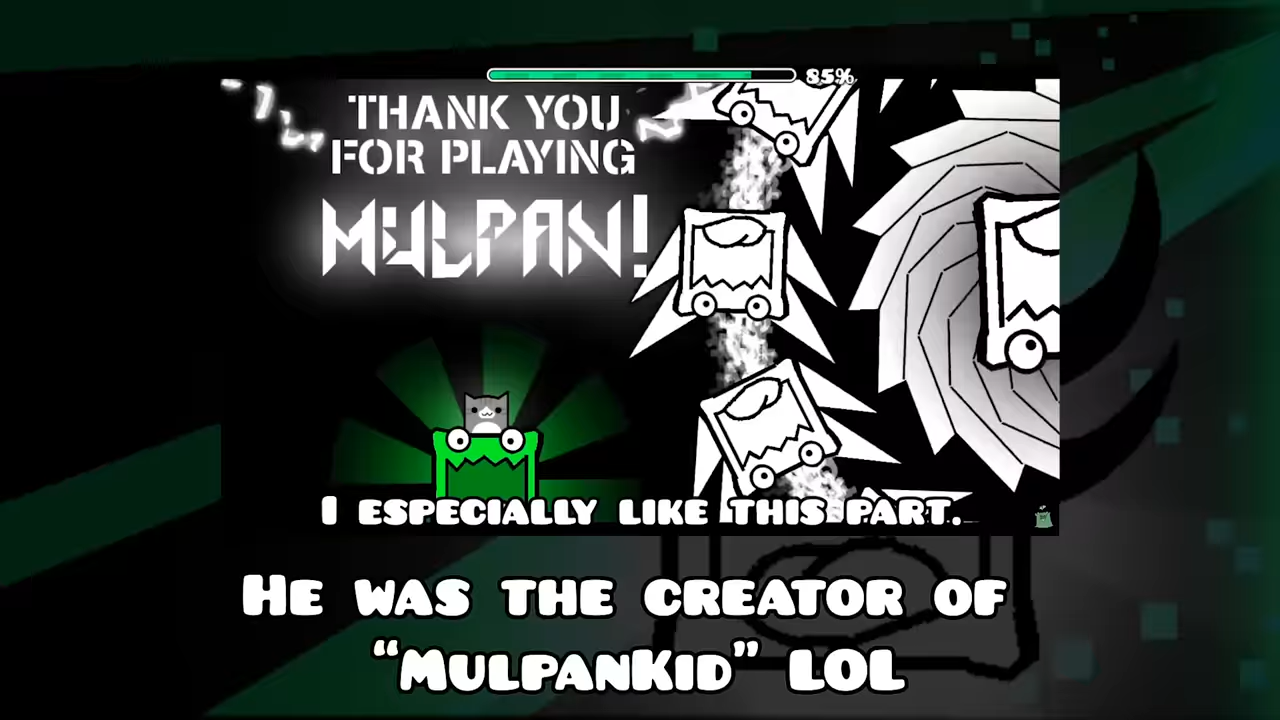 85%
THANK YOU
FOR PLAYING
MULPAN!
I ESPECIALLY LIKE THIS PART.
HE WAS THE CREATOR OF
“MULPANKID” LOL